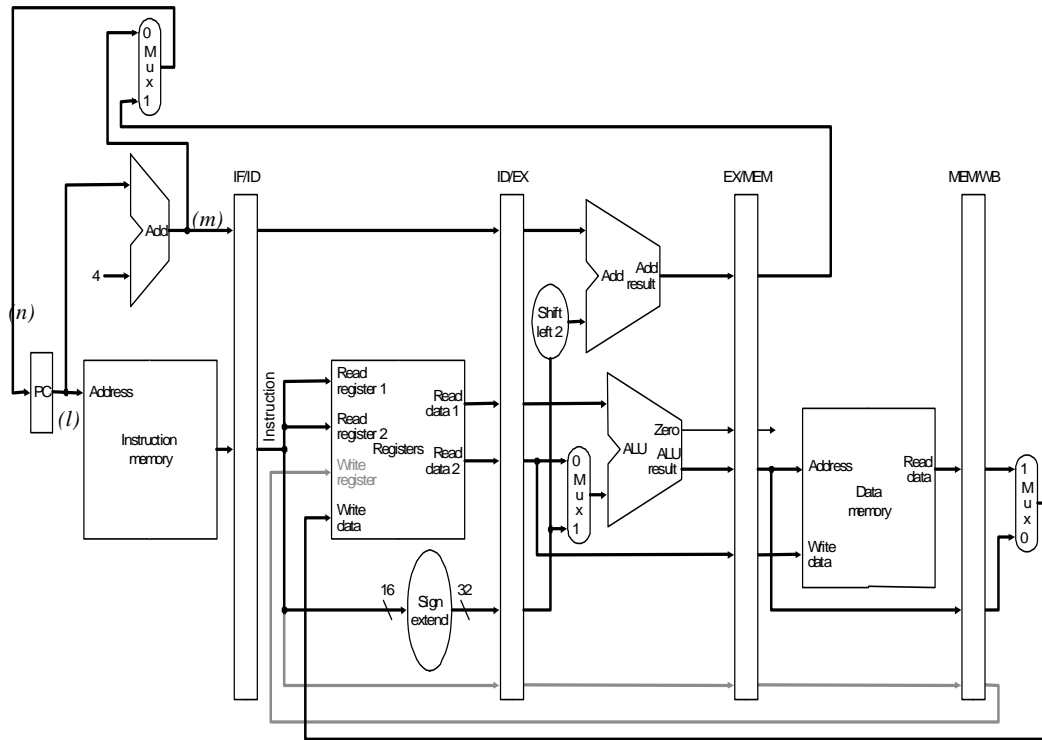 0
M
u
x
1
IF/ID
ID/EX
EX/MEM
MEM/WB
(m)
Add
4
Add
Add
result
(n)
Shift
left 2
PC
(l)
Address
Instruction
memory
Instruction
Read
register 1
Read
register 2
Registers
Write
register
Write
data
Read
data 1
Read
data 2
0
M
u
x
1
Zero
ALU
ALU
result
Address
Read
data
Data
memory
Write
data
1
M
u
x
0
16
Sign
extend
32